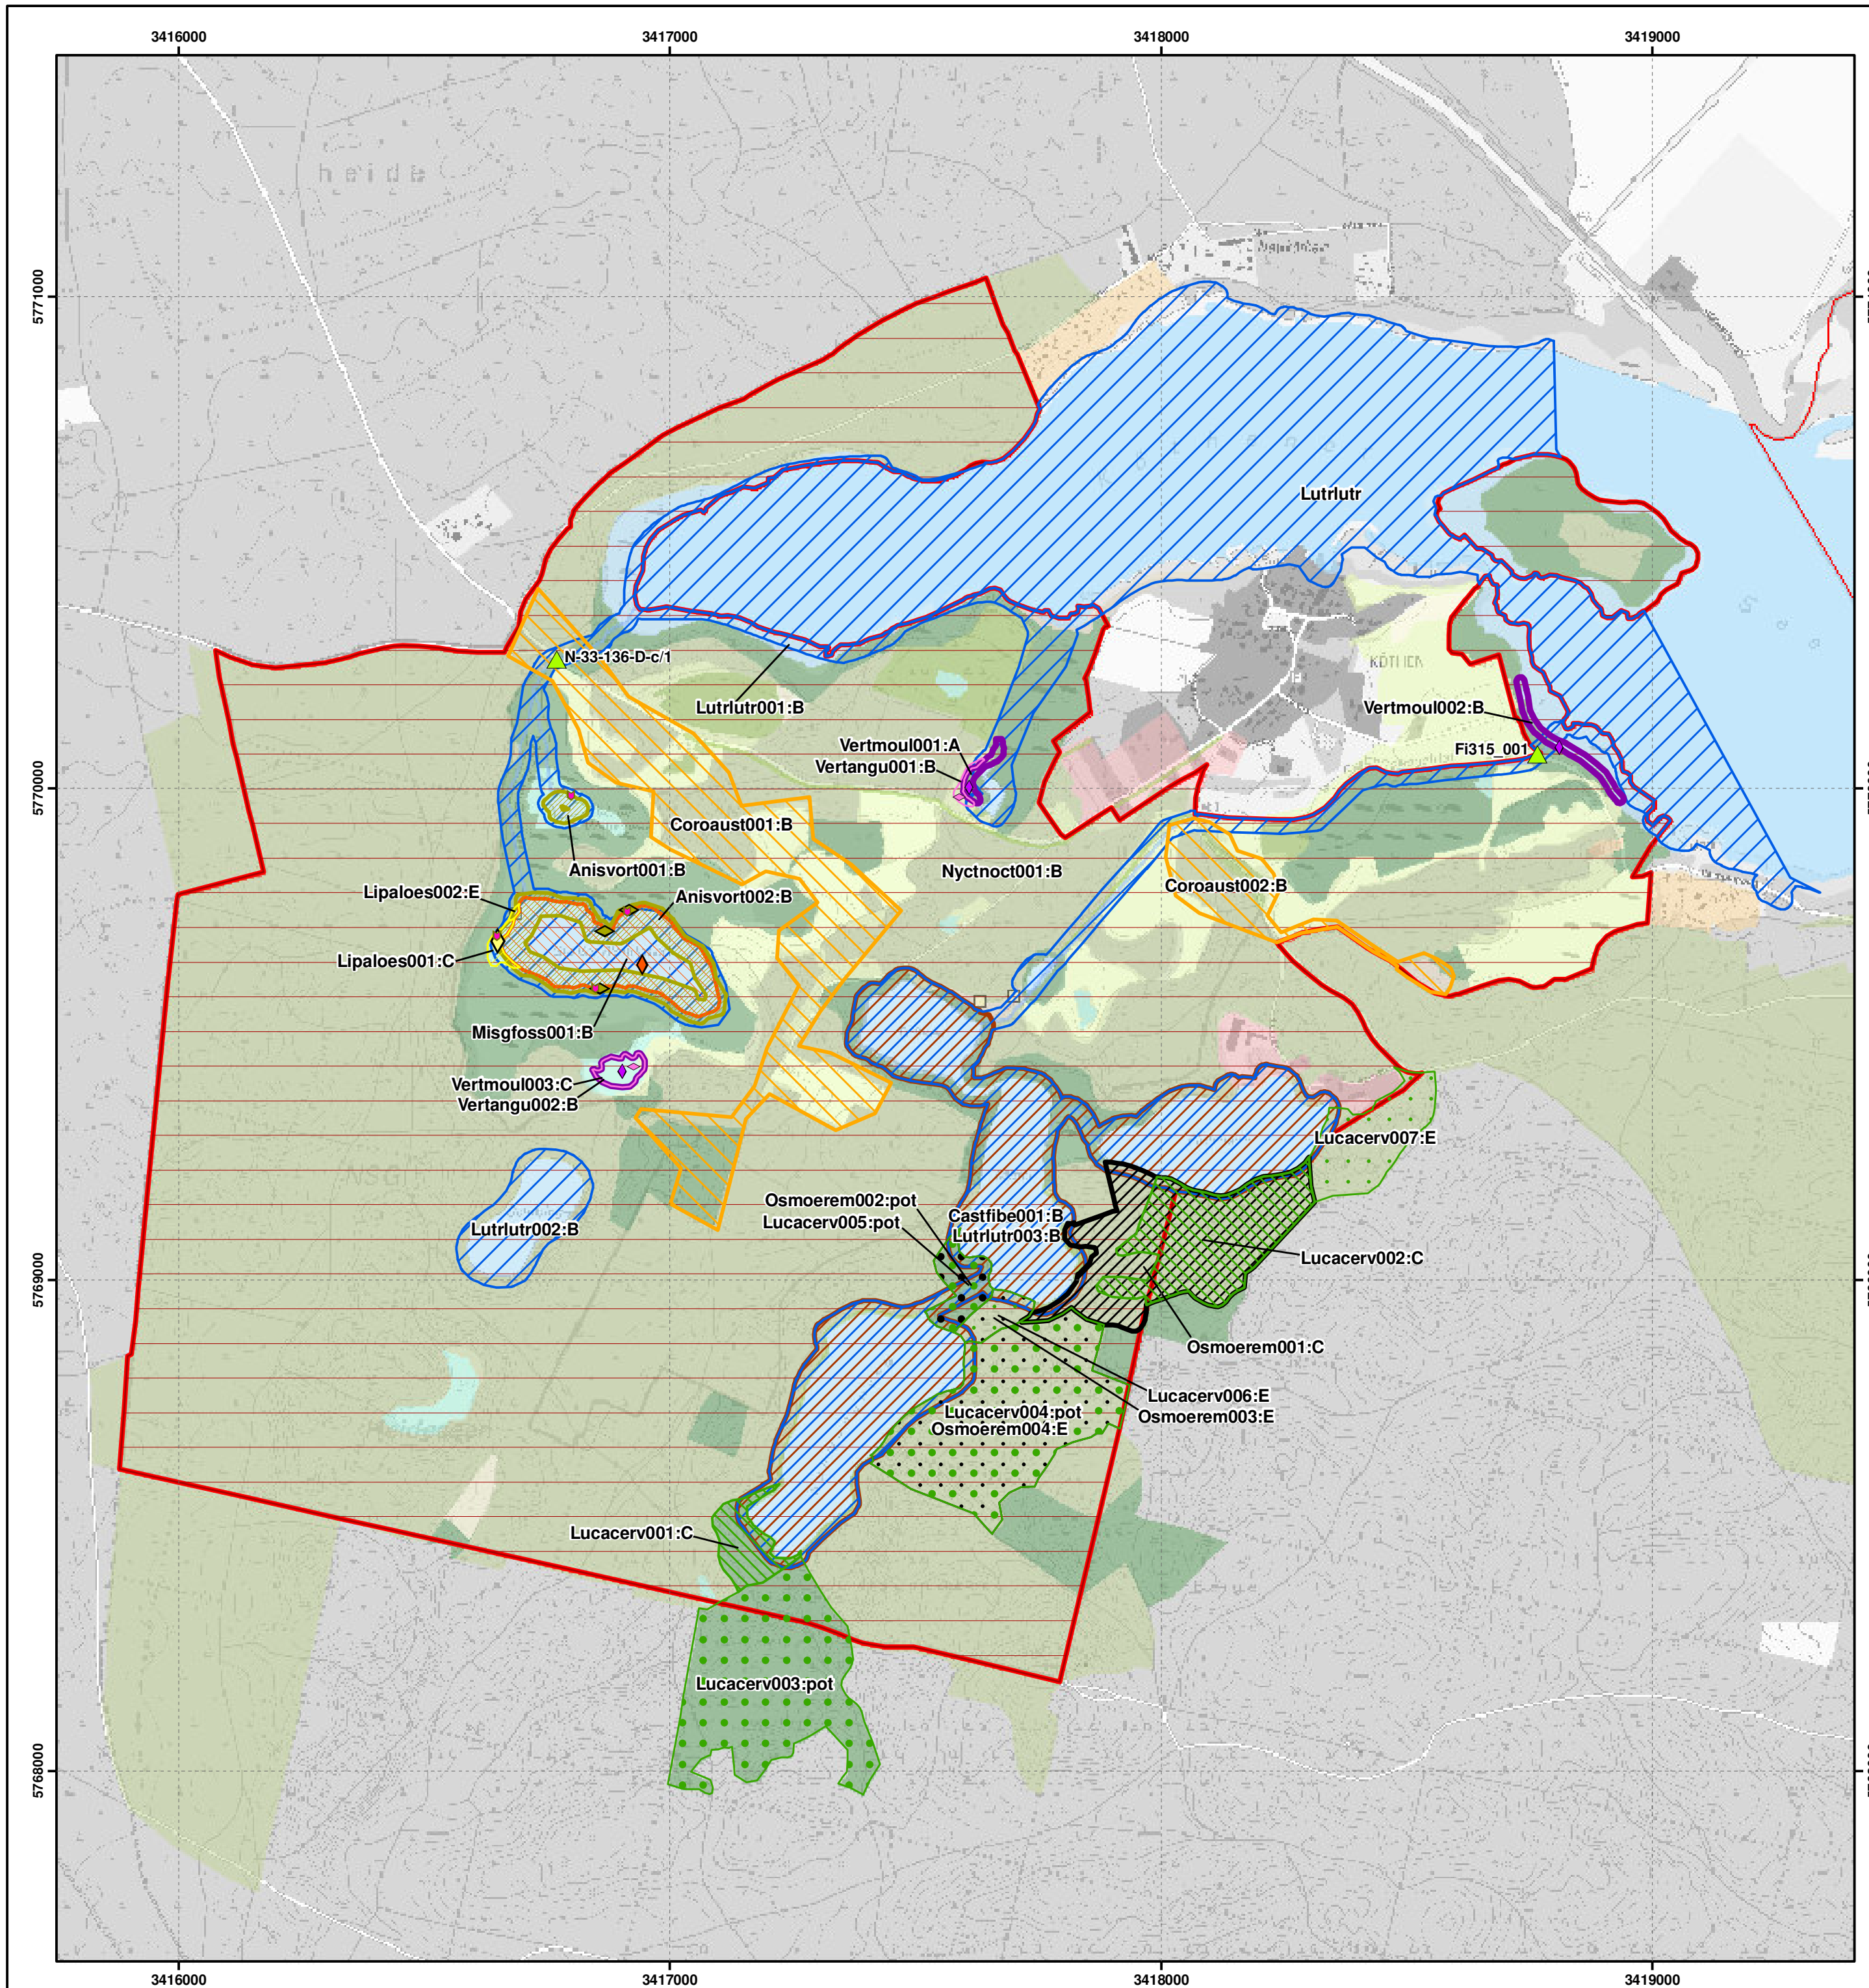 3416000 3417000 3418000 3419000
heide
5771000
Lutrlutr
N-33-136-D-c/1
KÖTHEN
Lutrlutr001:B
Vertmoul002:B
Vertmoul001:A
Fi315_001
Vertangu001:B
5770000
Coroaust001:B
Anisvort001:B
Nyctnoct001:B
Coroaust002:B
Lipaloes002:E
Anisvort002:B
Lipaloes001:C
Misgfoss001:B
Vertmoul003:C
Vertangu002:B
Lucacerv007:E
NSG
Osmoerem002:pot
Lucacerv005:pot
Castfibe001:B
Lutrlutr003:B
Lutrlutr002:B
Lucacerv002:C
5769000
Osmoerem001:C
Lucacerv006:E
Osmoerem003:E
Lucacerv004:pot
Osmoerem004:E
Lucacerv001:C
Lucacerv003:pot
5768000
3416000 3417000 3418000 3419000